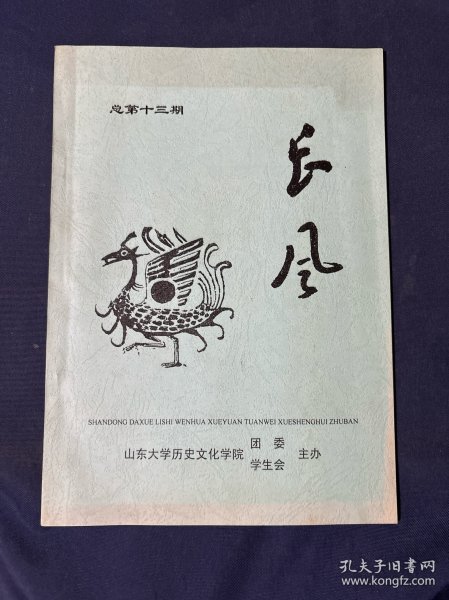 总第十三期
长风
SHANDONG DAXUE LISHI WENHUA XUEYUAN TUANWEI XUESHENGHUI ZHUBAN
山东大学历史文化学院 团委 学生会 主办
孔夫子旧书网
www.kongfz.com